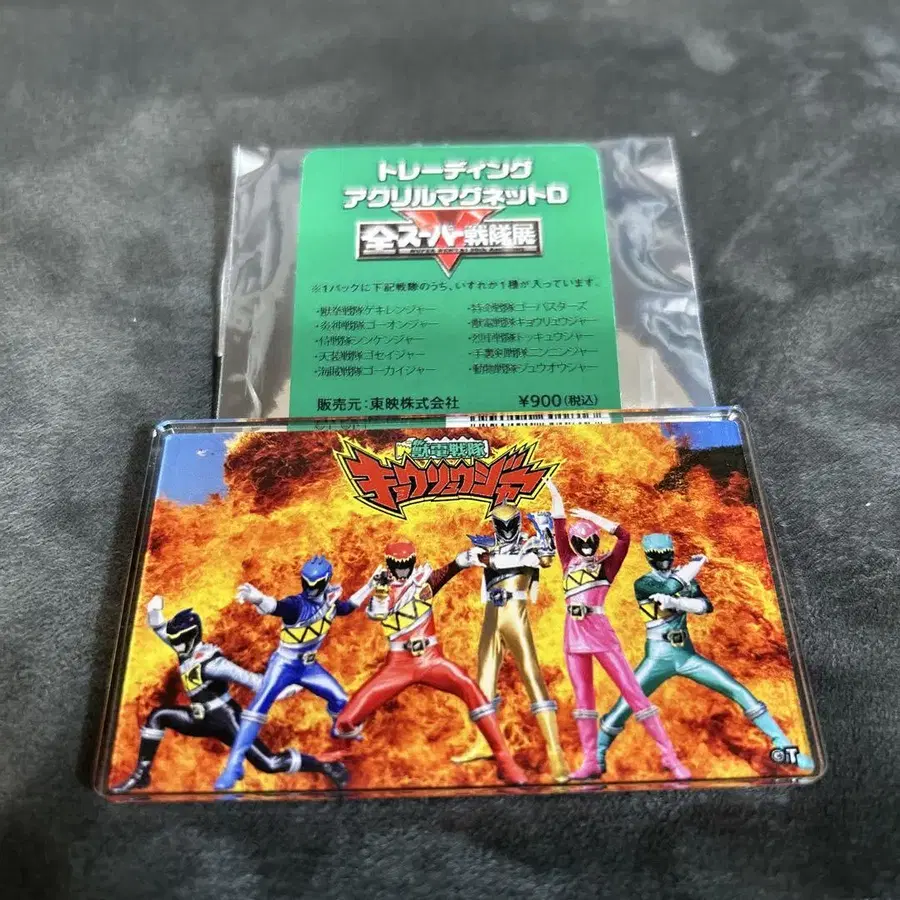 トレーディング
アクリルマグネットD
全スーパー戦隊展
※1パックに下記戦隊のうち、いずれか1種が入っています。
・獣拳戦隊ゲキレンジャー
・炎神戦隊ゴーオンジャー
・侍戦隊シンケンジャー
・天装戦隊ゴセイジャー
・海賊戦隊ゴーカイジャー
・特命戦隊ゴーバスターズ
・獣電戦隊キョウリュウジャー
・烈車戦隊トッキュウジャー
・手裏剣戦隊ニンニンジャー
・動物戦隊ジュウオウジャー
販売元:東映株式会社
¥900(税込)
獣電戦隊
キョウリュウジャー
©T